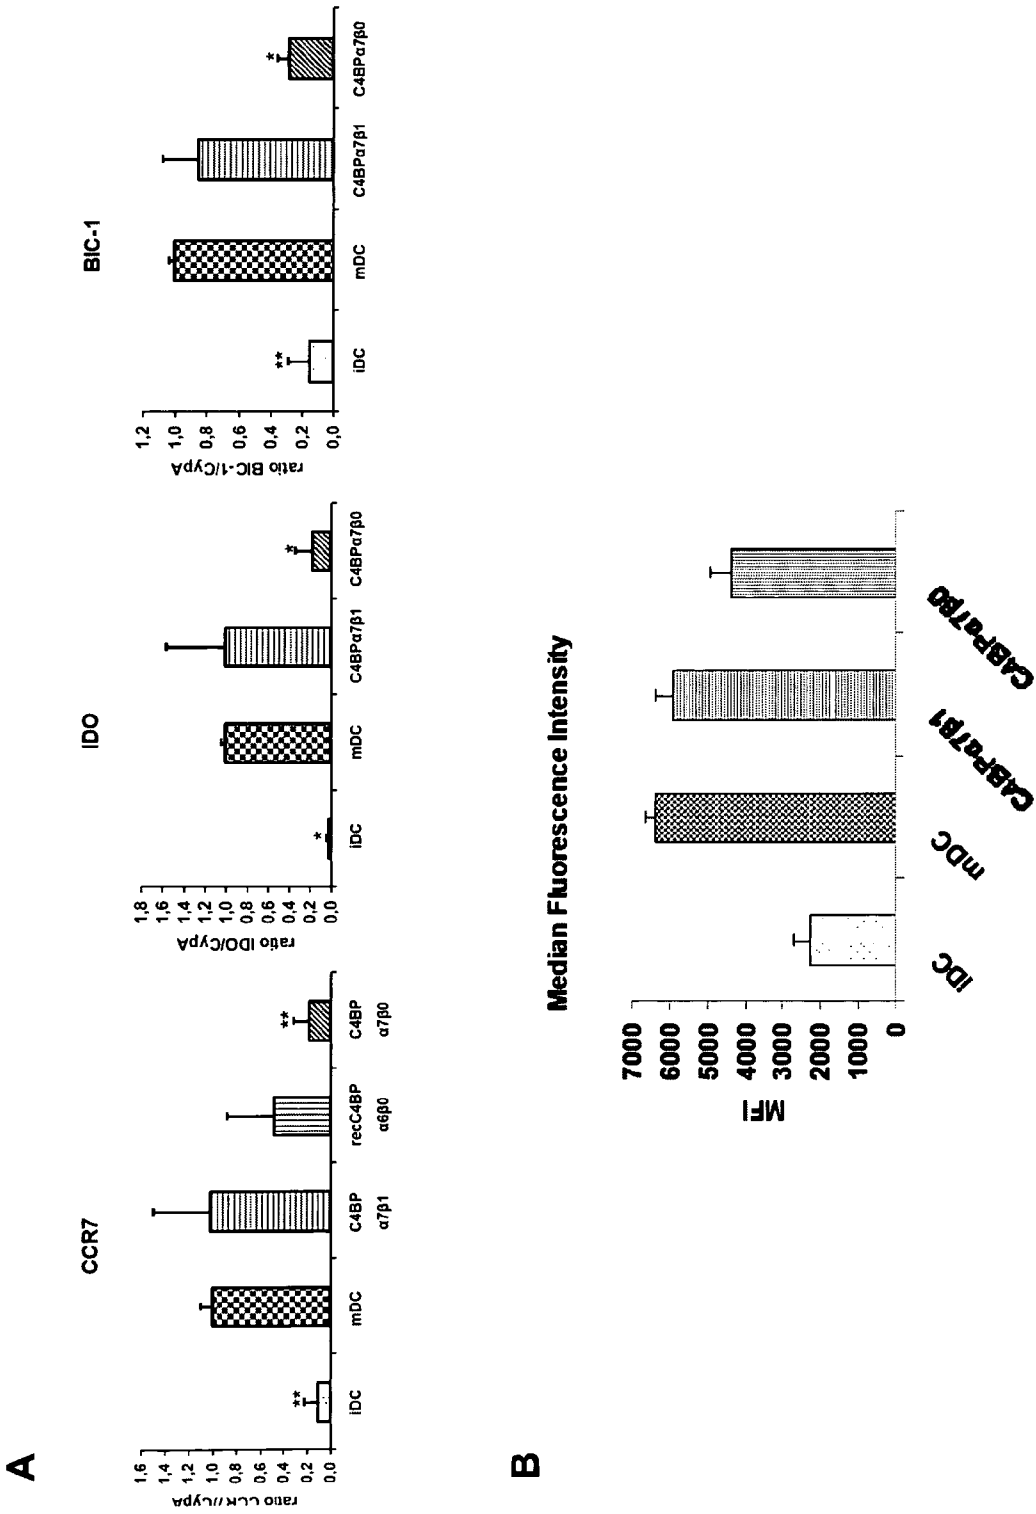 A
CCR7
ratio CCR7/CypA
1,6
1,4
1,2
1,0
0,8
0,6
0,4
0,2
0,0
**
**
iDC
mDC
C4BP
α7β1
recC4BP
α6β0
C4BP
α7β0
IDO
ratio IDO/CypA
1,8
1,6
1,4
1,2
1,0
0,8
0,6
0,4
0,2
0,0
*
*
iDC
mDC
C4BPα7β1
C4BPα7β0
BIC-1
ratio BIC-1/CypA
1,2
1,0
0,8
0,6
0,4
0,2
0,0
**
*
iDC
mDC
C4BPα7β1
C4BPα7β0
B
Median Fluorescence Intensity
MFI
7000
6000
5000
4000
3000
2000
1000
0
iDC
mDC
C4BPα7β1
C4BPα7β0